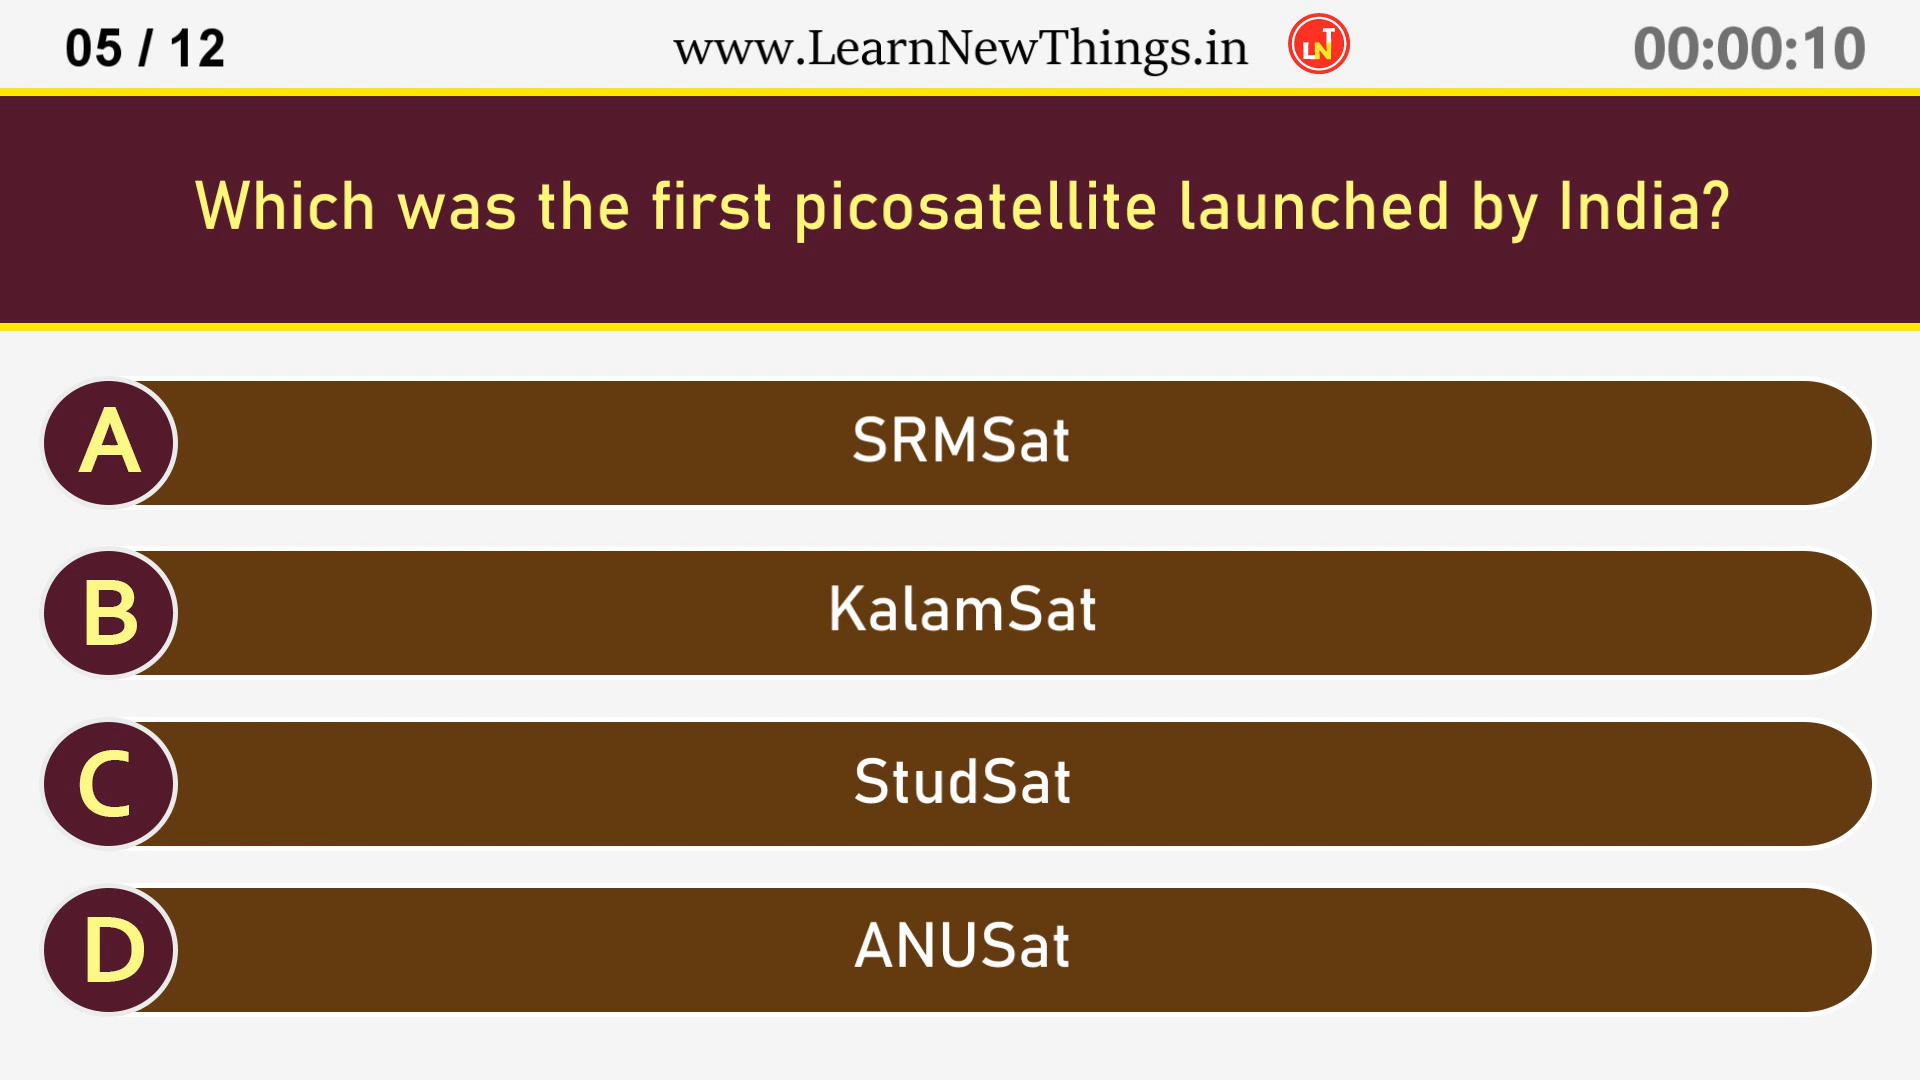 05 / 12
www.LearnNewThings.in
LNT
00:00:10
Which was the first picosatellite launched by India?
A
SRMSat
B
KalamSat
C
StudSat
D
ANUSat